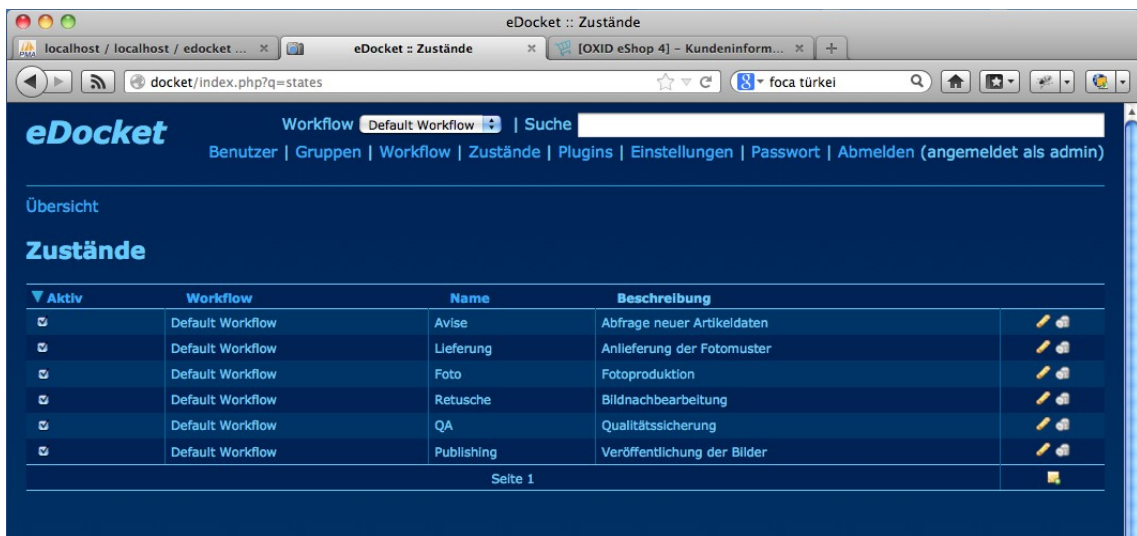 eDocket :: Zustände
localhost / localhost / edocket ... eDocket :: Zustände [OXID eShop 4] – Kundeninform...
docket/index.php?q=states foca türkei
eDocket
Workflow Default Workflow | Suche
Benutzer | Gruppen | Workflow | Zustände | Plugins | Einstellungen | Passwort | Abmelden (angemeldet als admin)
Übersicht
Zustände
Aktiv Workflow Name Beschreibung
Default Workflow Avise Abfrage neuer Artikeldaten
Default Workflow Lieferung Anlieferung der Fotomuster
Default Workflow Foto Fotoproduktion
Default Workflow Retusche Bildnachbearbeitung
Default Workflow QA Qualitätssicherung
Default Workflow Publishing Veröffentlichung der Bilder
Seite 1